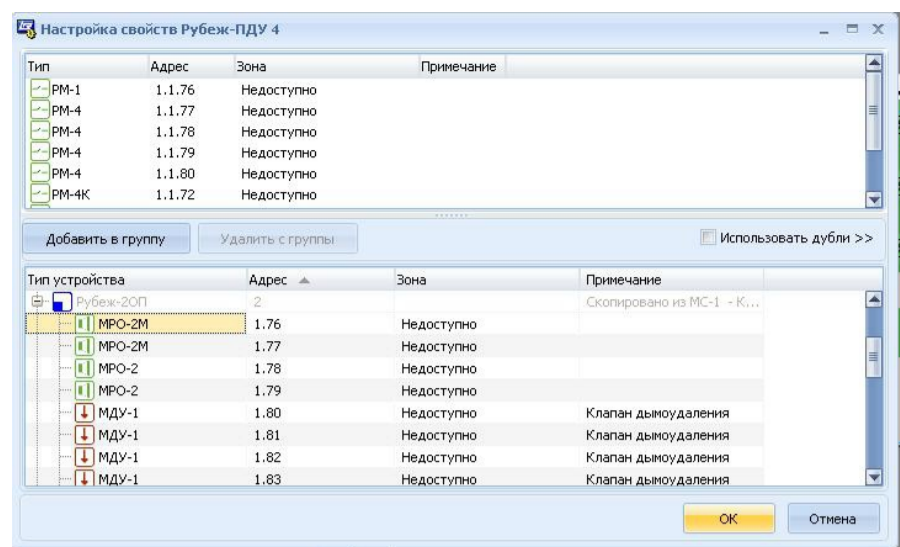 Настройка свойств Рубеж-ПДУ 4
Тип Адрес Зона Примечание
РМ-1 1.1.76 Недоступно
РМ-4 1.1.77 Недоступно
РМ-4 1.1.78 Недоступно
РМ-4 1.1.79 Недоступно
РМ-4 1.1.80 Недоступно
РМ-4К 1.1.72 Недоступно
Добавить в группу Удалить с группы Использовать дубли >>
Тип устройства Адрес Зона Примечание
Рубеж-2ОП 2 Скопировано из МС-1 - К...
МРО-2М 1.76 Недоступно
МРО-2М 1.77 Недоступно
МРО-2 1.78 Недоступно
МРО-2 1.79 Недоступно
МДУ-1 1.80 Недоступно Клапан дымоудаления
МДУ-1 1.81 Недоступно Клапан дымоудаления
МДУ-1 1.82 Недоступно Клапан дымоудаления
МДУ-1 1.83 Недоступно Клапан дымоудаления
ОК Отмена